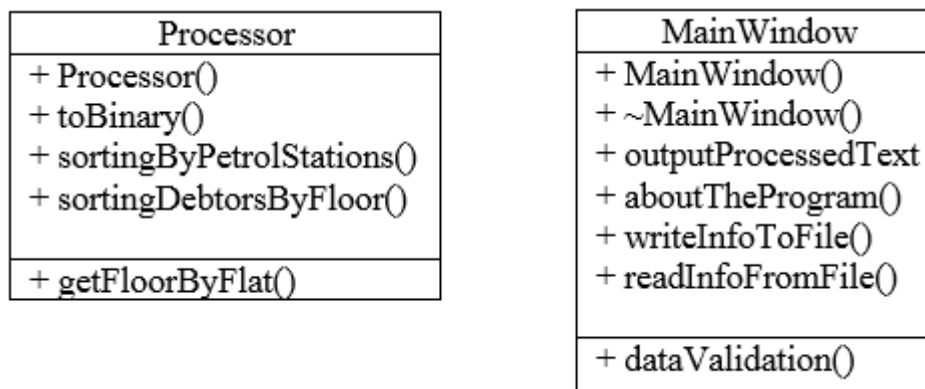 Processor
+ Processor()
+ toBinary()
+ sortingByPetrolStations()
+ sortingDebtorsByFloor()
+ getFloorByFlat()
MainWindow
+ MainWindow()
+ ~MainWindow()
+ outputProcessedText
+ aboutTheProgram()
+ writeInfoToFile()
+ readInfoFromFile()
+ dataValidation()